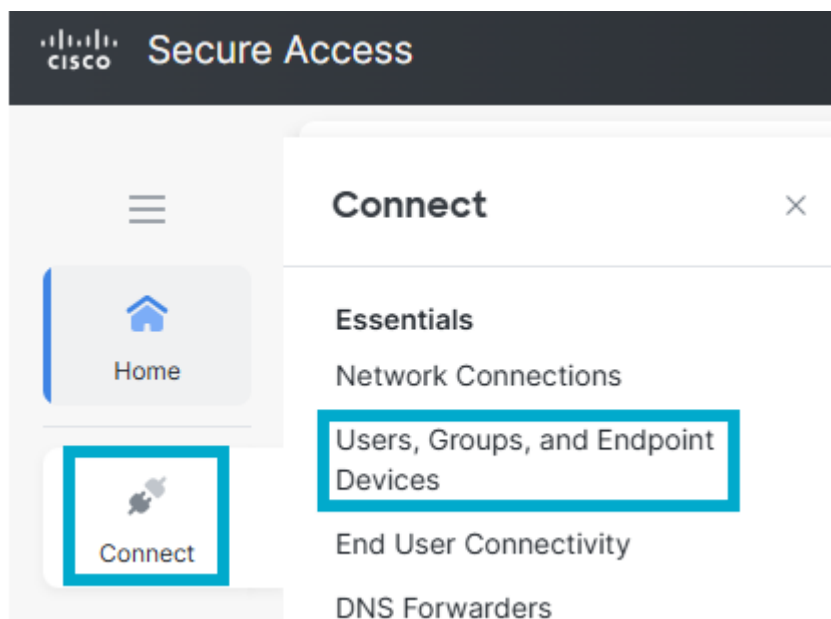 cisco Secure Access
Connect
Home
Essentials
Network Connections
Users, Groups, and Endpoint
Devices
Connect
End User Connectivity
DNS Forwarders